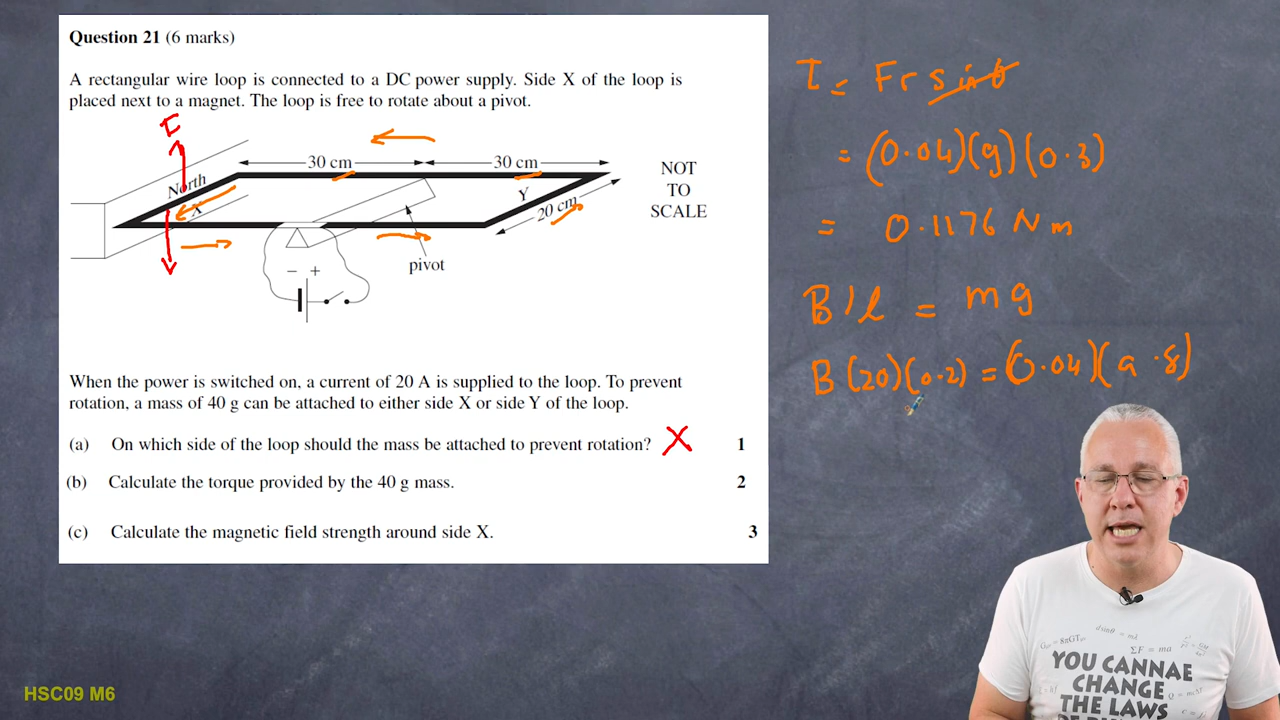 Question 21 (6 marks)
A rectangular wire loop is connected to a DC power supply. Side X of the loop is
placed next to a magnet. The loop is free to rotate about a pivot.
30 cm
30 cm
North
X
Y
20 cm
NOT
TO
SCALE
− +
pivot
When the power is switched on, a current of 20 A is supplied to the loop. To prevent
rotation, a mass of 40 g can be attached to either side X or side Y of the loop.
(a) On which side of the loop should the mass be attached to prevent rotation? X 1
(b) Calculate the torque provided by the 40 g mass. 2
(c) Calculate the magnetic field strength around side X. 3
τ = Fr sin θ
= (0.04)(g)(0.3)
= 0.1176 Nm
BIl = mg
B(20)(0.2) = (0.04)(9.8)
ΣF = ma
YOU CANNAE
CHANGE
THE LAWS
HSC09 M6